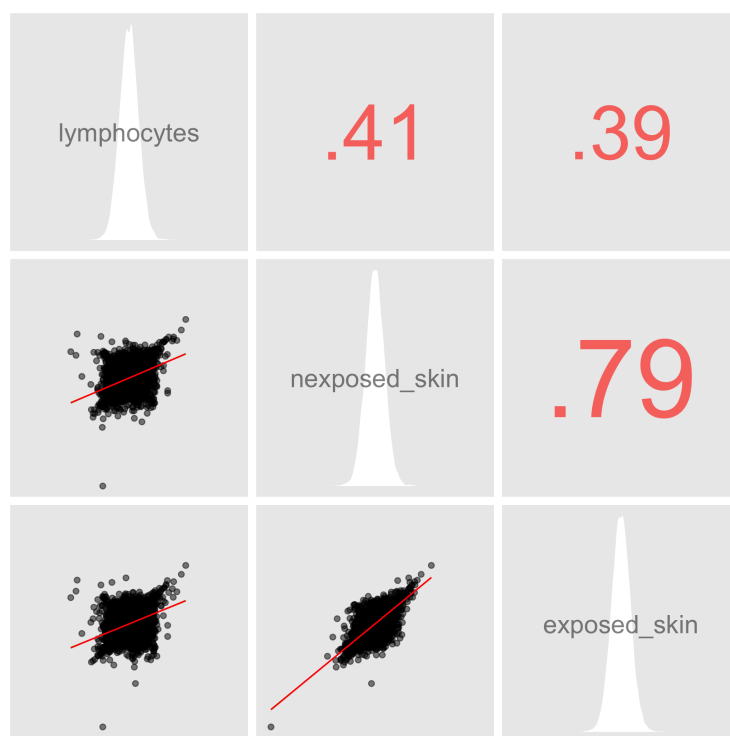 lymphocytes
.41
.39
nexposed_skin
.79
exposed_skin